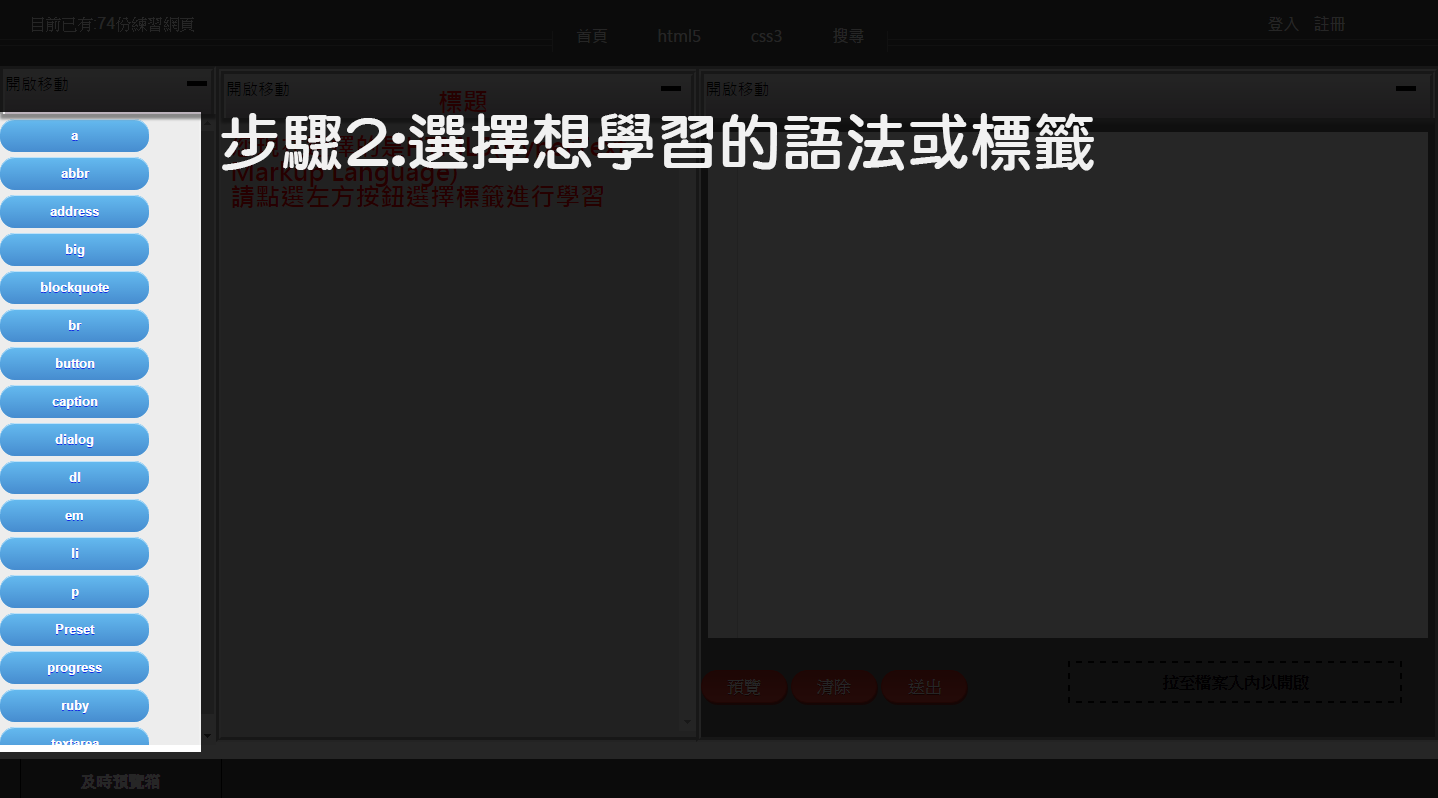 目前已有:74份練習網頁
首頁
html5
css3
搜尋
登入
註冊
開啟移動
開啟移動
開啟移動
標題
步驟2:選擇想學習的語法或標籤
Markup Language)
請點選左方按鈕選擇標籤進行學習
a
abbr
address
big
blockquote
br
button
caption
dialog
dl
em
li
p
Preset
progress
ruby
textarea
預覽
清除
送出
拉至檔案入內以開啟
及時預覽箱